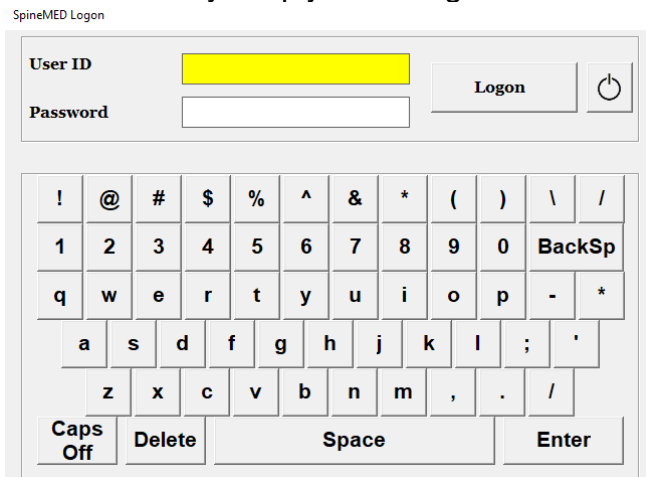 SpineMED Logon
User ID
Logon
Password
! @ # $ % ^ & * ( ) \ /
1 2 3 4 5 6 7 8 9 0 BackSp
q w e r t y u i o p - *
a s d f g h j k l ; '
z x c v b n m , . /
Caps Off Delete Space Enter